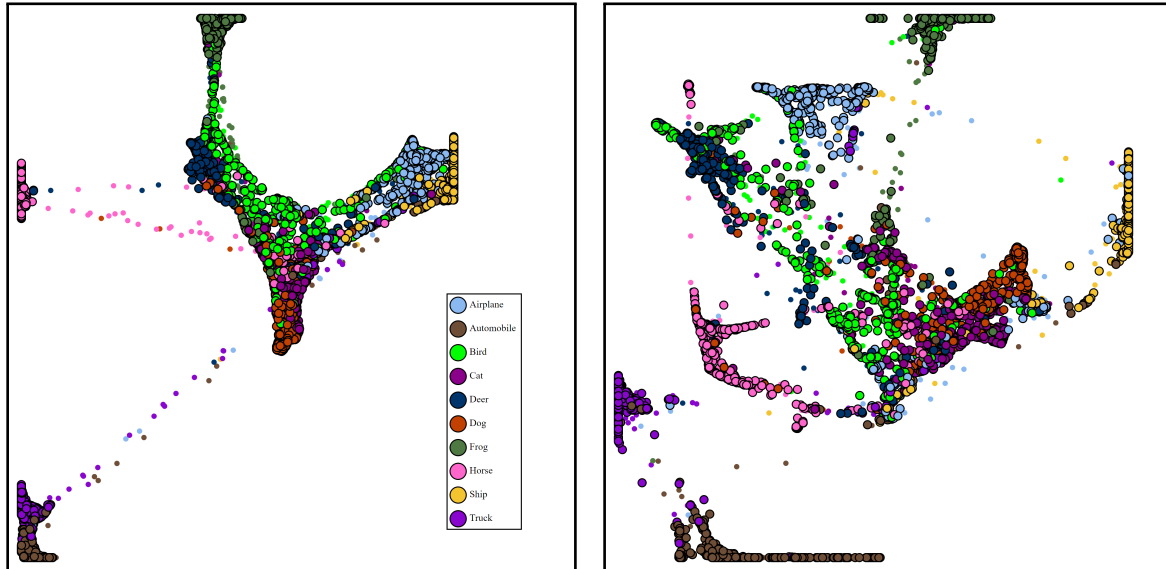 Airplane
Automobile
Bird
Cat
Deer
Dog
Frog
Horse
Ship
Truck